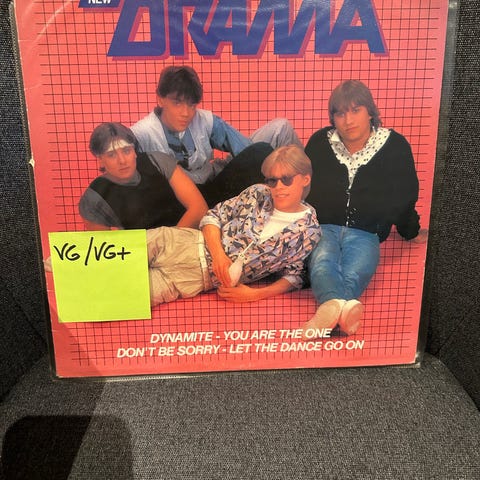 NEW
DRAMA
VG/VG+
DYNAMITE - YOU ARE THE ONE
DON'T BE SORRY - LET THE DANCE GO ON